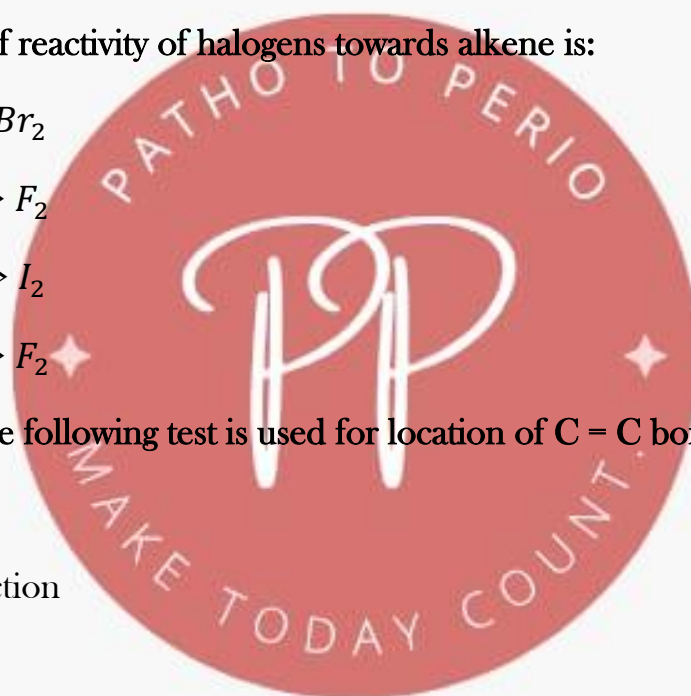 f reactivity of halogens towards alkene is:
PATHO TO PERIO
Br₂
> F₂
> I₂
> F₂
PP
e following test is used for location of C = C bo
MAKE TODAY COUNT.
ction